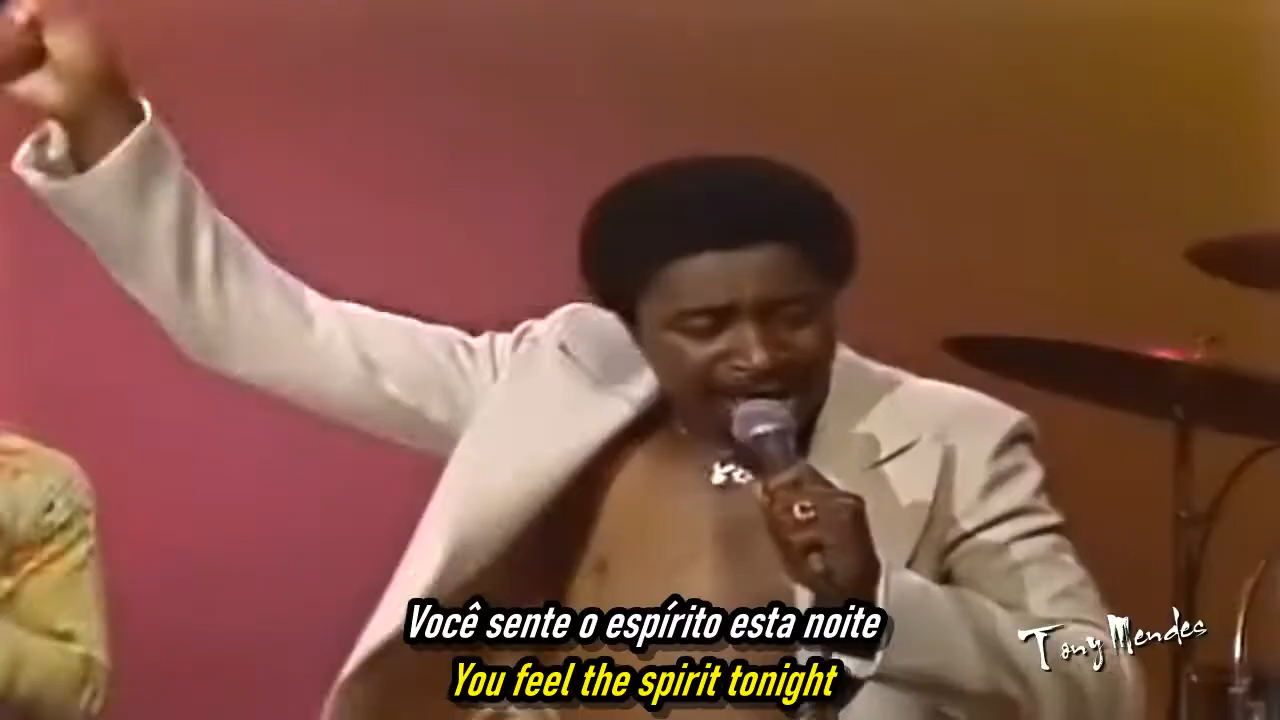 Você sente o espírito esta noite
You feel the spirit tonight
Tony Mendes